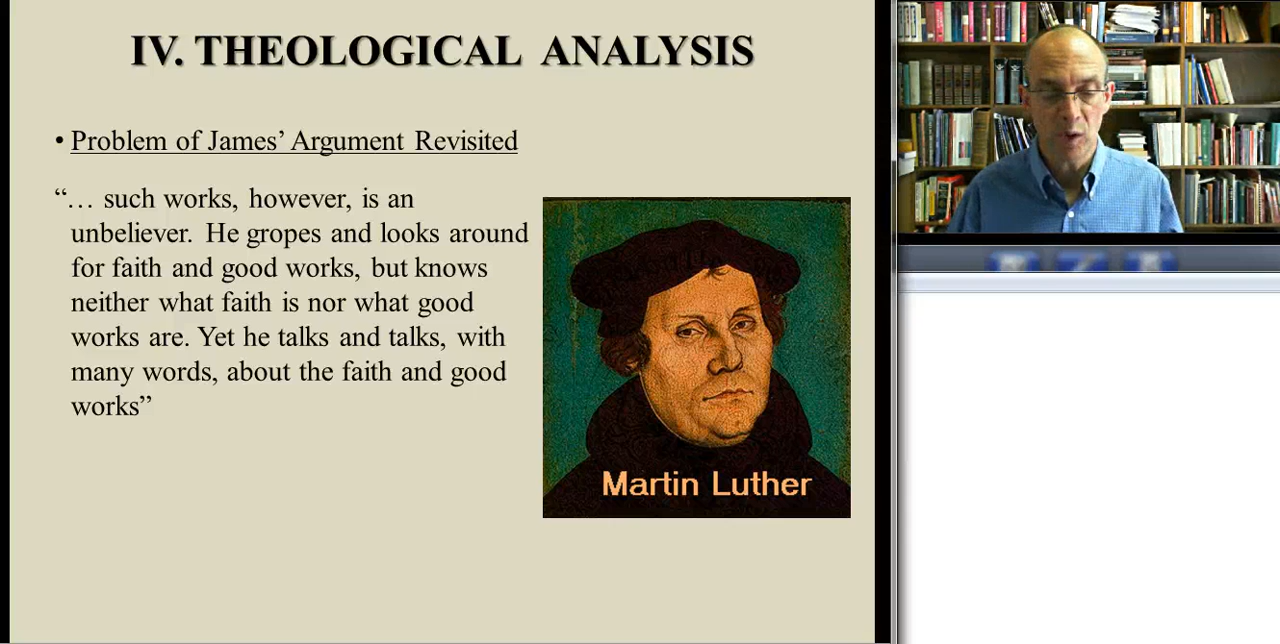 IV. THEOLOGICAL ANALYSIS
• Problem of James’ Argument Revisited
“… such works, however, is an
unbeliever. He gropes and looks around
for faith and good works, but knows
neither what faith is nor what good
works are. Yet he talks and talks, with
many words, about the faith and good
works”
Martin Luther